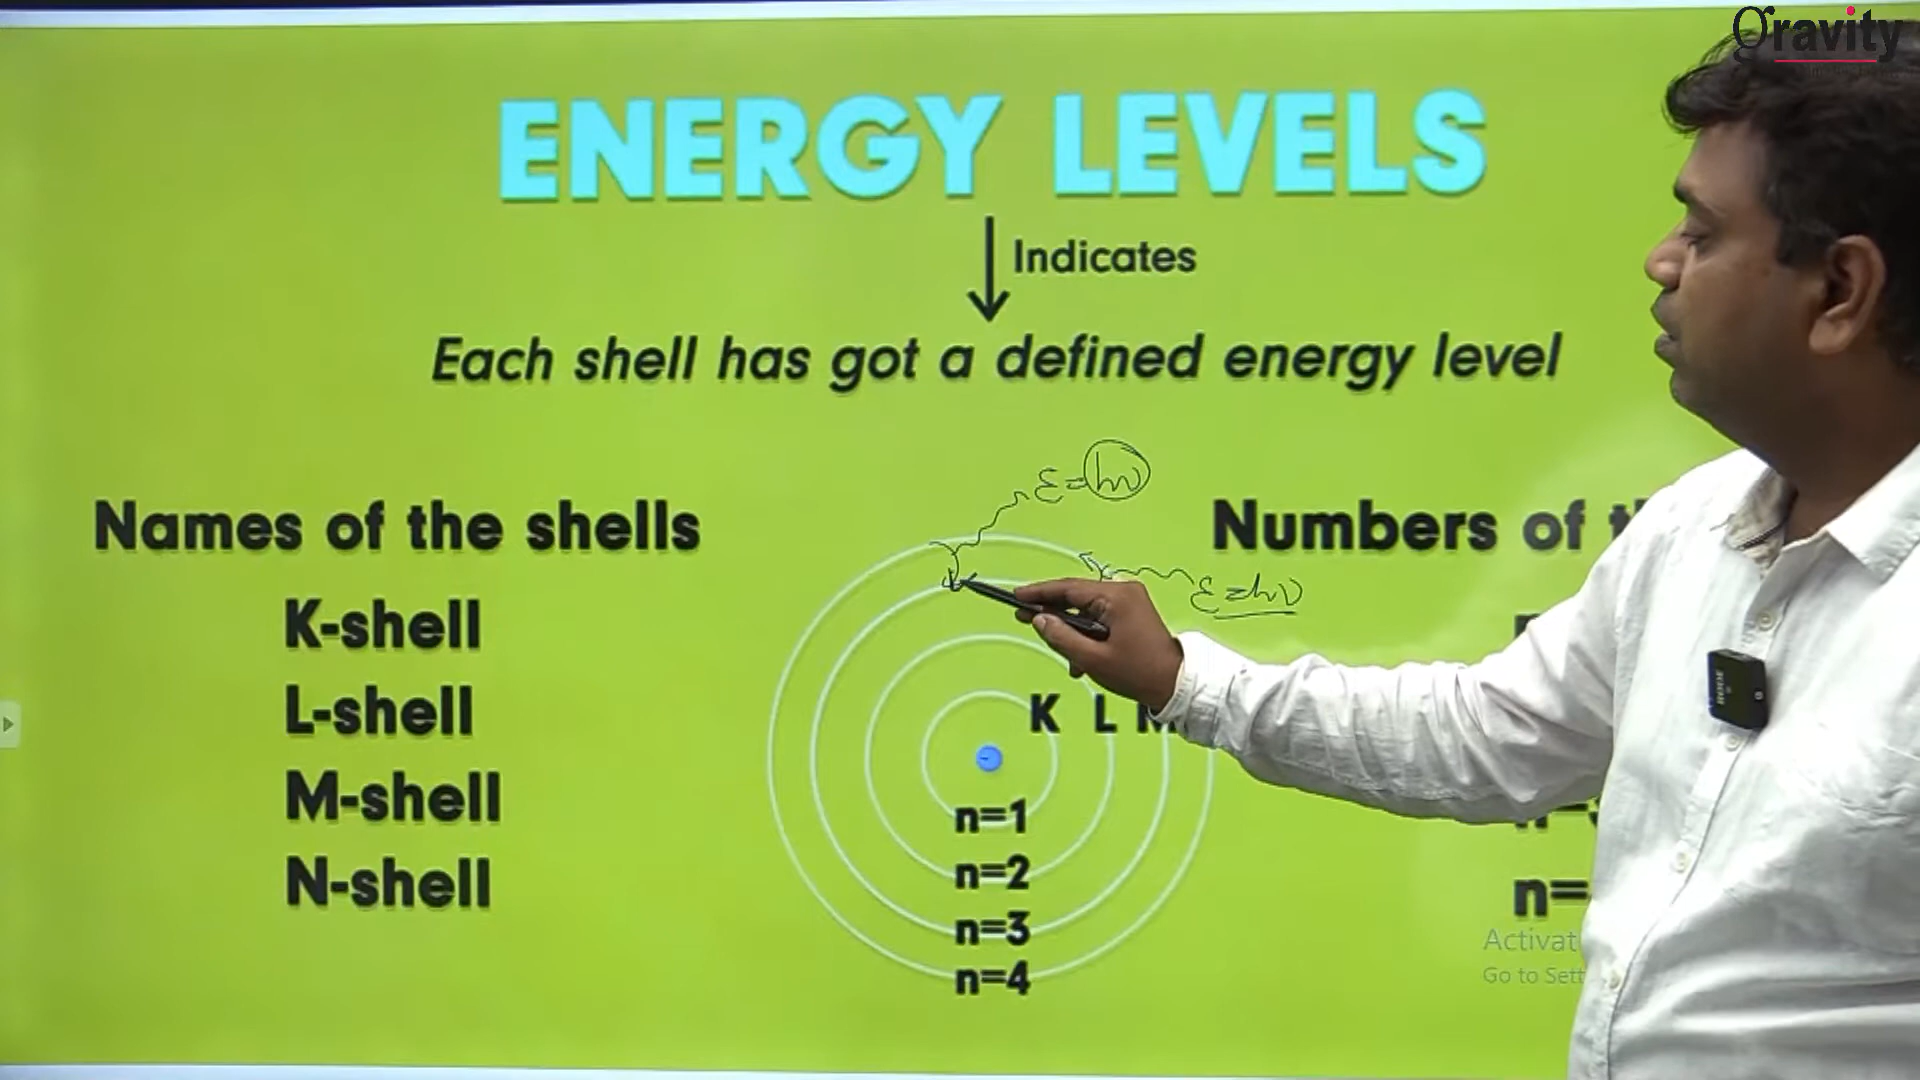 gravity
ENERGY LEVELS
Indicates
Each shell has got a defined energy level
Names of the shells
K-shell
L-shell
M-shell
N-shell
ε=hν
ε=hν
K L M
n=1
n=2
n=3
n=4
Numbers of
n=
Activat
Go to Sett